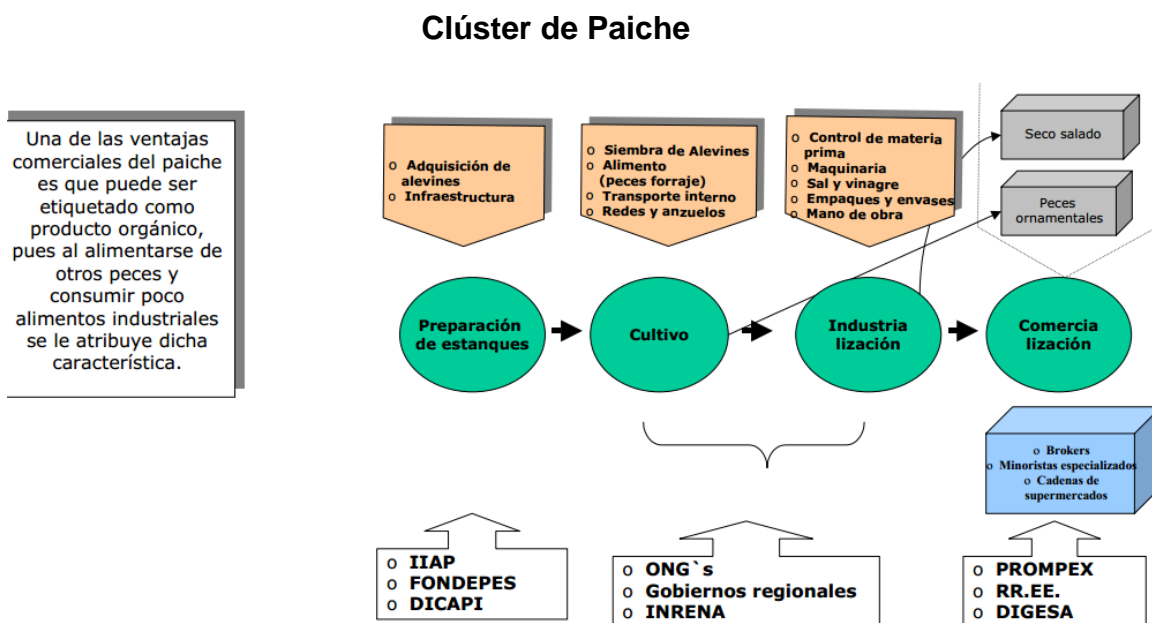 Clúster de Paiche
Una de las ventajas
comerciales del paiche
es que puede ser
etiquetado como
producto orgánico,
pues al alimentarse de
otros peces y
consumir poco
alimentos industriales
se le atribuye dicha
característica.
o Adquisición de
alevines
o Infraestructura
o Siembra de Alevines
o Alimento
(peces forraje)
o Transporte interno
o Redes y anzuelos
o Control de materia
prima
o Maquinaria
o Sal y vinagre
o Empaques y envases
o Mano de obra
Seco salado
Peces
ornamentales
Preparación
de estanques
Cultivo
Industria
lización
Comercia
lización
o Brokers
o Minoristas especializados
o Cadenas de
supermercados
o IIAP
o FONDEPES
o DICAPI
o ONG`s
o Gobiernos regionales
o INRENA
o PROMPEX
o RR.EE.
o DIGESA